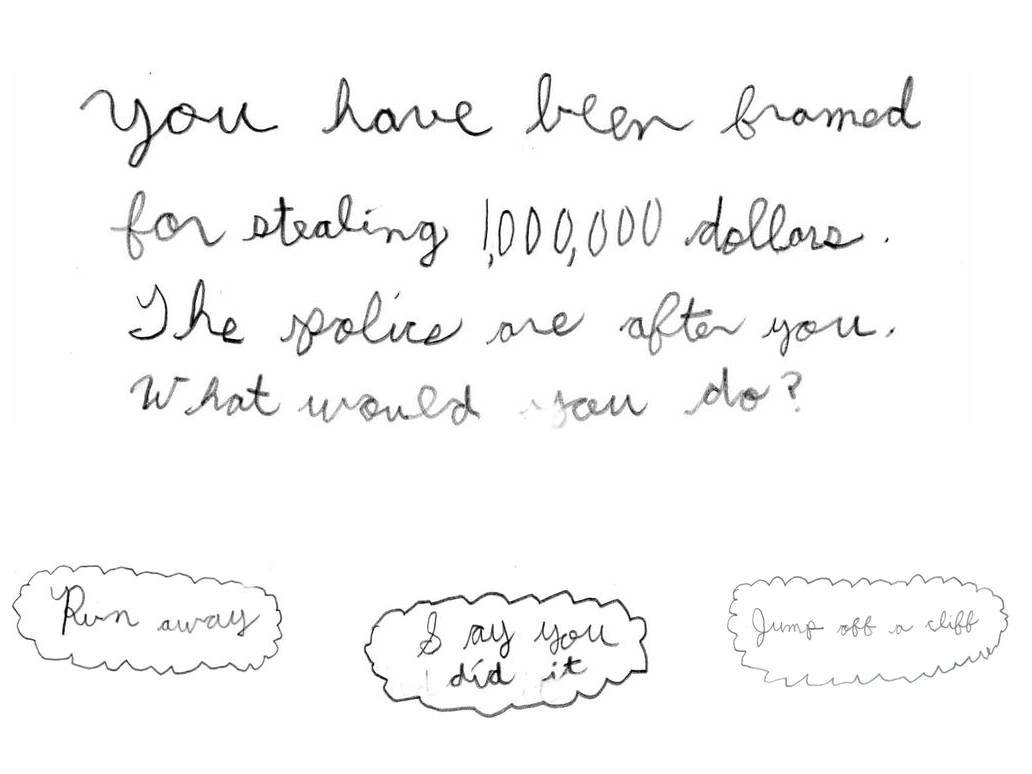 You have been framed
for stealing 1,000,000 dollars.
The police are after you.
What would you do?
Run away
Say you
did it
Jump off a cliff